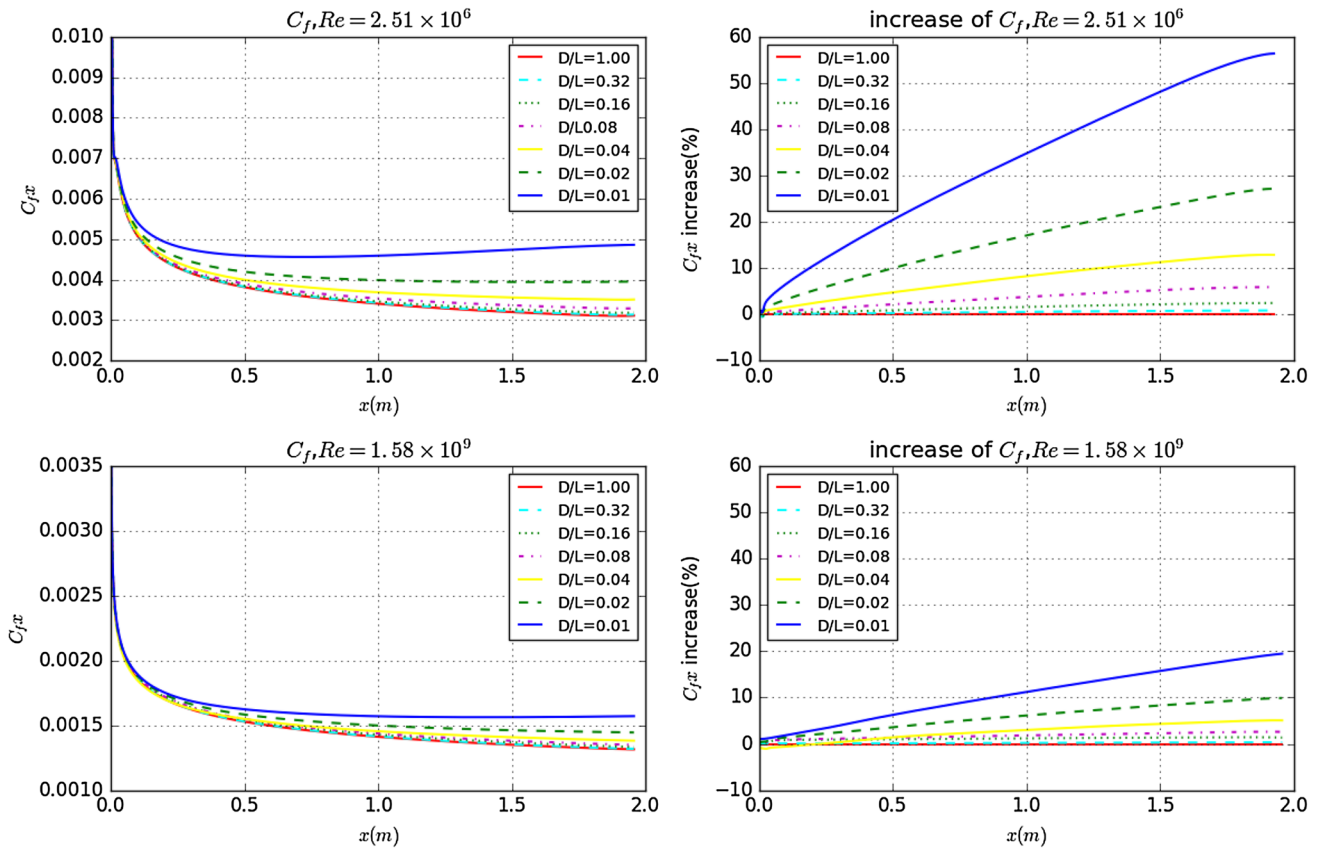 C_f, Re = 2.51 × 10^6
0.010
0.009
0.008
0.007
0.006
0.005
0.004
0.003
0.002
C_f x
0.0 0.5 1.0 1.5 2.0
x(m)
D/L=1.00
D/L=0.32
D/L=0.16
D/L0.08
D/L=0.04
D/L=0.02
D/L=0.01
increase of C_f, Re = 2.51 × 10^6
60
50
40
30
20
10
0
−10
C_f x increase(%)
0.0 0.5 1.0 1.5 2.0
x(m)
D/L=1.00
D/L=0.32
D/L=0.16
D/L=0.08
D/L=0.04
D/L=0.02
D/L=0.01
C_f, Re = 1.58 × 10^9
0.0035
0.0030
0.0025
0.0020
0.0015
0.0010
C_f x
0.0 0.5 1.0 1.5 2.0
x(m)
D/L=1.00
D/L=0.32
D/L=0.16
D/L=0.08
D/L=0.04
D/L=0.02
D/L=0.01
increase of C_f, Re = 1.58 × 10^9
60
50
40
30
20
10
0
−10
C_f x increase(%)
0.0 0.5 1.0 1.5 2.0
x(m)
D/L=1.00
D/L=0.32
D/L=0.16
D/L=0.08
D/L=0.04
D/L=0.02
D/L=0.01